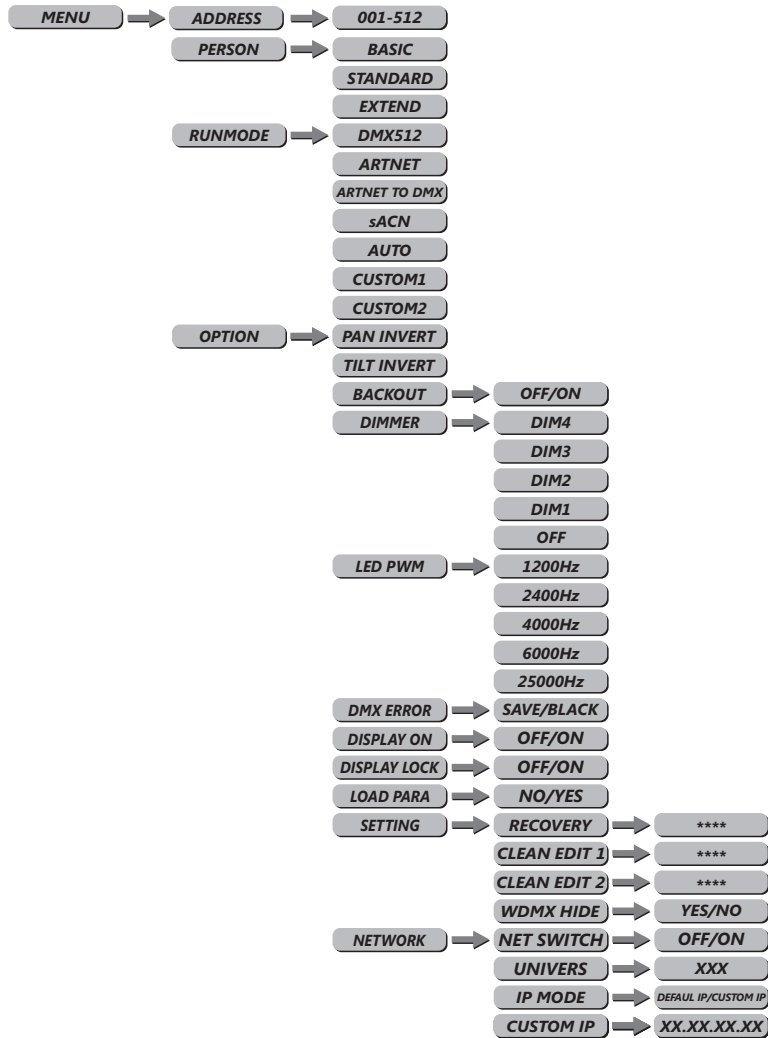 MENU ADDRESS 001-512
PERSON BASIC
STANDARD
EXTEND
RUNMODE DMX512
ARTNET
ARTNET TO DMX
sACN
AUTO
CUSTOM1
CUSTOM2
OPTION PAN INVERT
TILT INVERT
BACKOUT OFF/ON
DIMMER DIM4
DIM3
DIM2
DIM1
OFF
LED PWM 1200Hz
2400Hz
4000Hz
6000Hz
25000Hz
DMX ERROR SAVE/BLACK
DISPLAY ON OFF/ON
DISPLAY LOCK OFF/ON
LOAD PARA NO/YES
SETTING RECOVERY ****
CLEAN EDIT 1 ****
CLEAN EDIT 2 ****
WDMX HIDE YES/NO
NETWORK NET SWITCH OFF/ON
UNIVERS XXX
IP MODE DEFAUL IP/CUSTOM IP
CUSTOM IP XX.XX.XX.XX